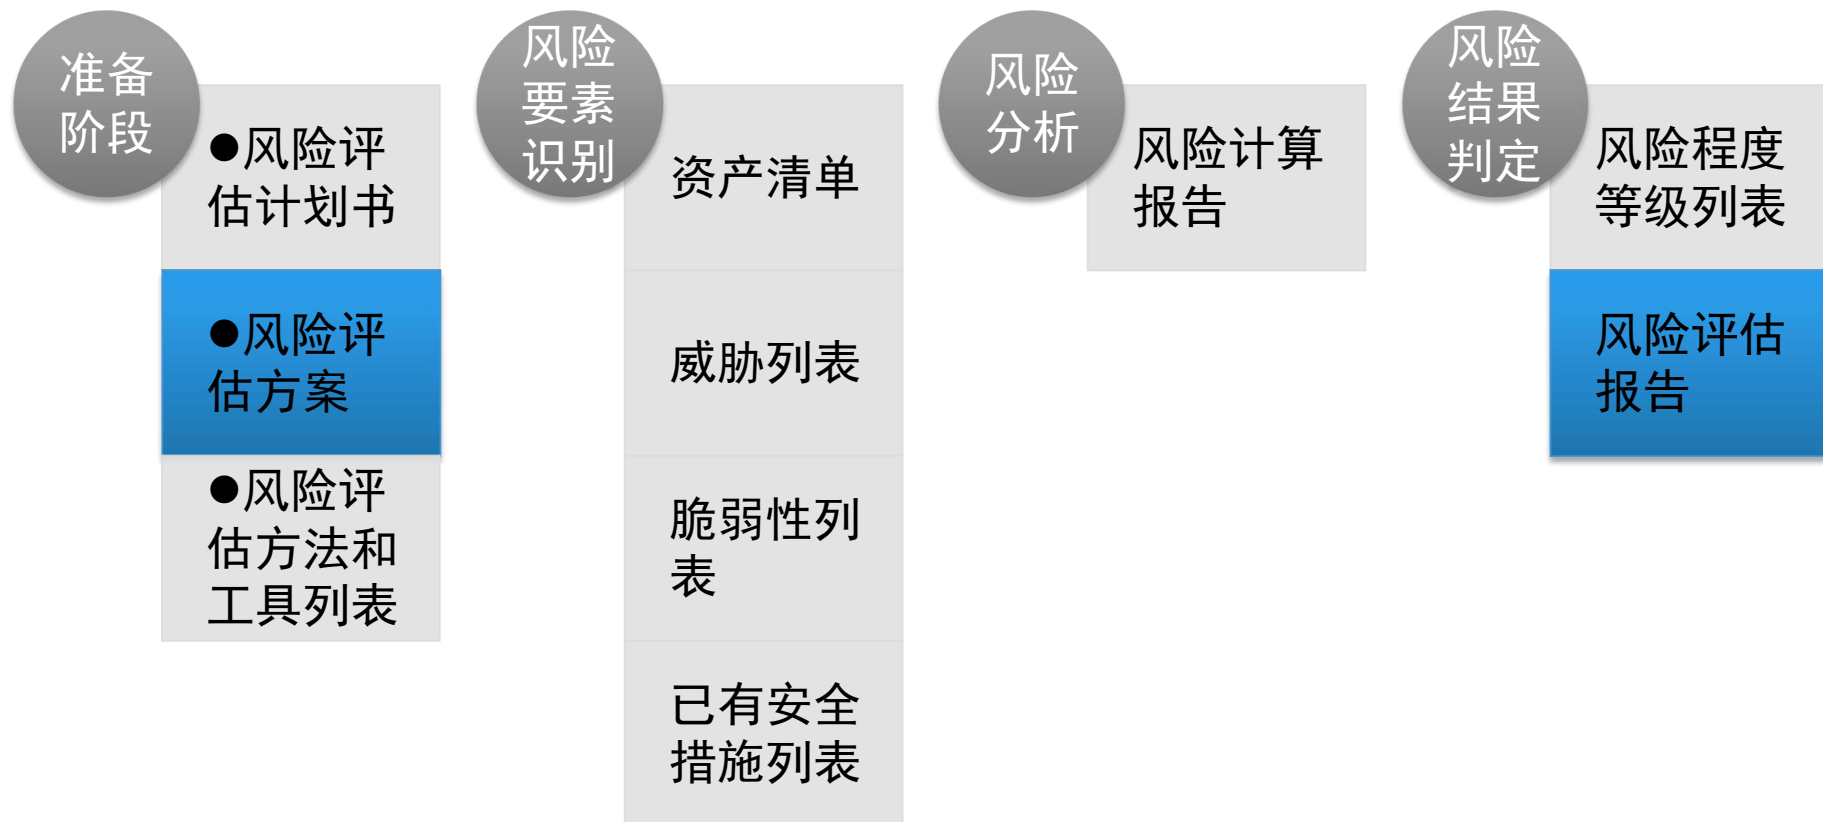 准备
阶段
●风险评
估计划书
●风险评
估方案
●风险评
估方法和
工具列表
风险
要素
识别
资产清单
威胁列表
脆弱性列
表
已有安全
措施列表
风险
分析
风险计算
报告
风险
结果
判定
风险程度
等级列表
风险评估
报告